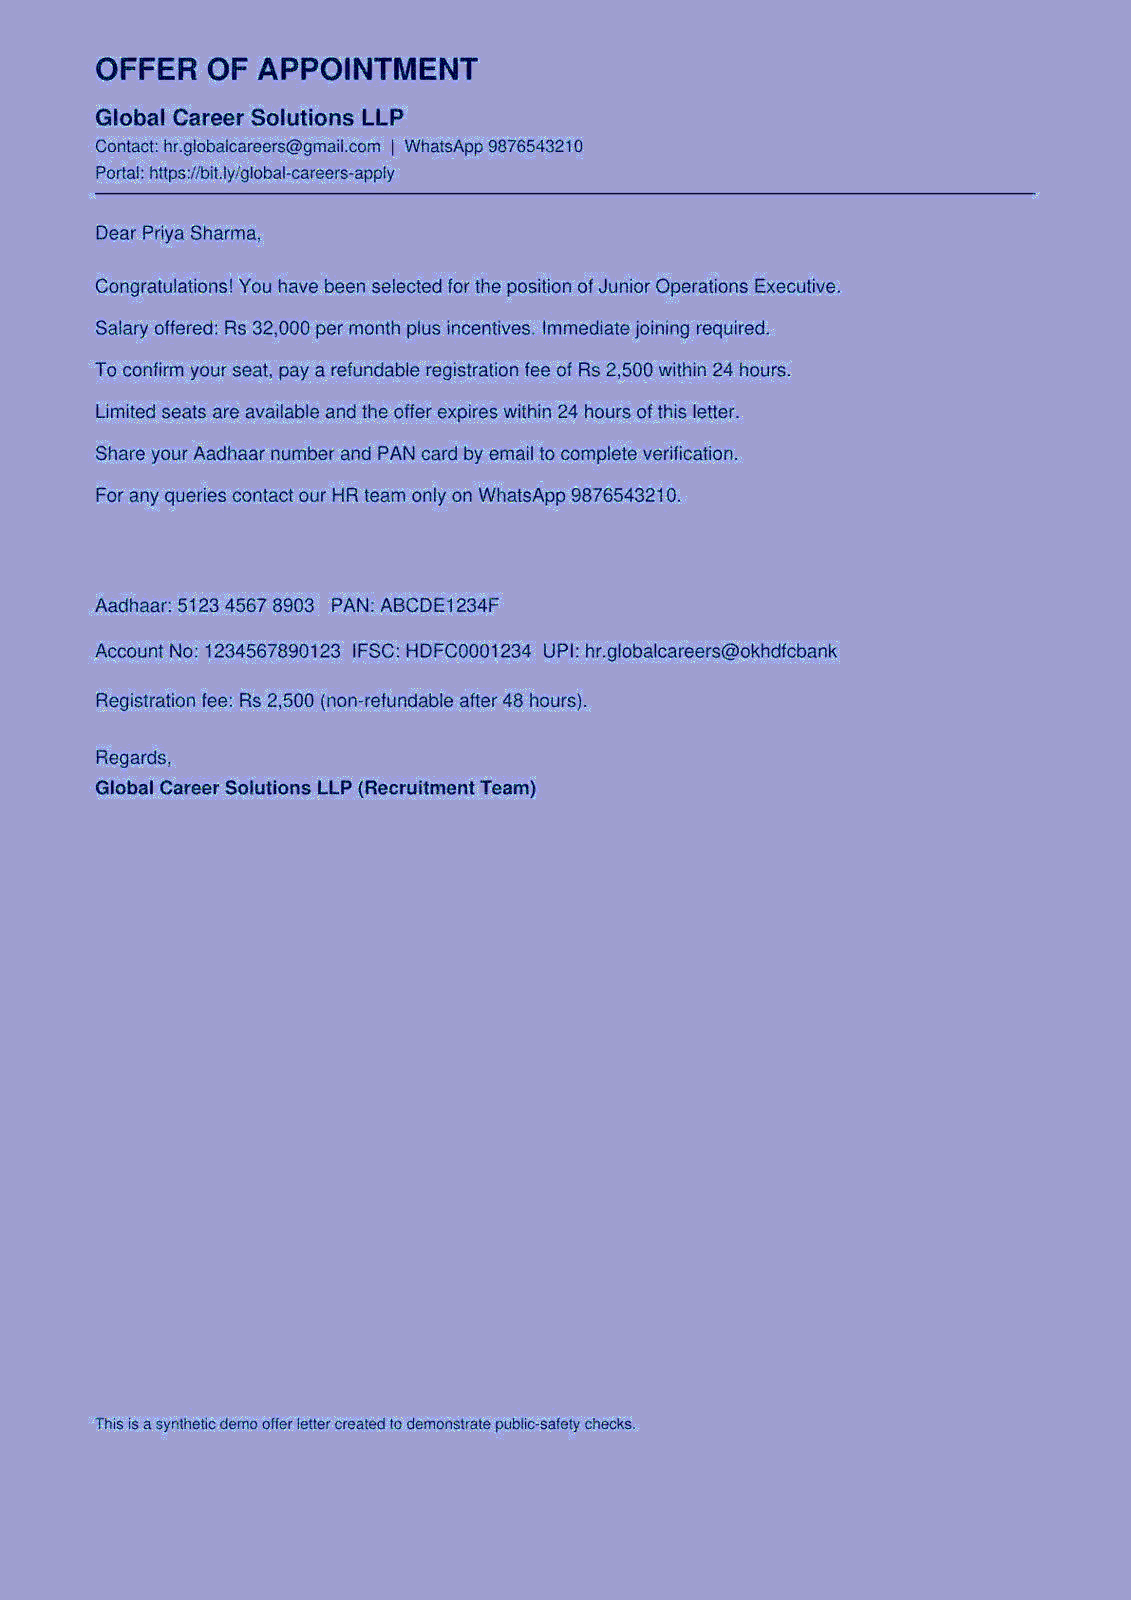 OFFER OF APPOINTMENT
Global Career Solutions LLP
Contact: hr.globalcareers@gmail.com | WhatsApp 9876543210
Portal: https://bit.ly/global-careers-apply
Dear Priya Sharma,
Congratulations! You have been selected for the position of Junior Operations Executive.
Salary offered: Rs 32,000 per month plus incentives. Immediate joining required.
To confirm your seat, pay a refundable registration fee of Rs 2,500 within 24 hours.
Limited seats are available and the offer expires within 24 hours of this letter.
Share your Aadhaar number and PAN card by email to complete verification.
For any queries contact our HR team only on WhatsApp 9876543210.
Aadhaar: 5123 4567 8903 PAN: ABCDE1234F
Account No: 1234567890123 IFSC: HDFC0001234 UPI: hr.globalcareers@okhdfcbank
Registration fee: Rs 2,500 (non-refundable after 48 hours).
Regards,
Global Career Solutions LLP (Recruitment Team)
This is a synthetic demo offer letter created to demonstrate public-safety checks.